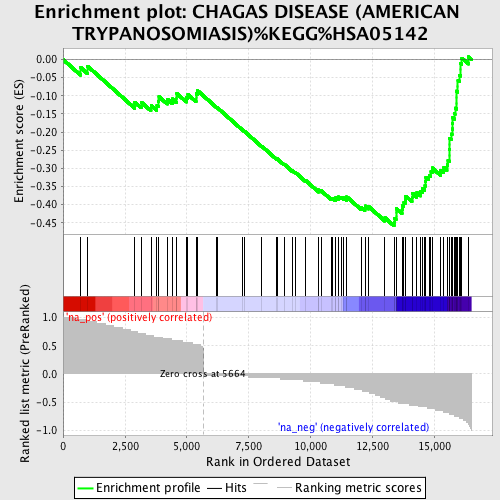 Enrichment plot: CHAGAS DISEASE (AMERICAN
TRYPANOSOMIASIS)%KEGG%HSA05142
Enrichment score (ES)
0.00
-0.05
-0.10
-0.15
-0.20
-0.25
-0.30
-0.35
-0.40
-0.45
Ranked list metric (PreRanked)
1.0
0.5
0.0
-0.5
-1.0
'na_pos' (positively correlated)
Zero cross at 5664
'na_neg' (negatively correlated)
0
2,500
5,000
7,500
10,000
12,500
15,000
Rank in Ordered Dataset
Enrichment profile
Hits
Ranking metric scores